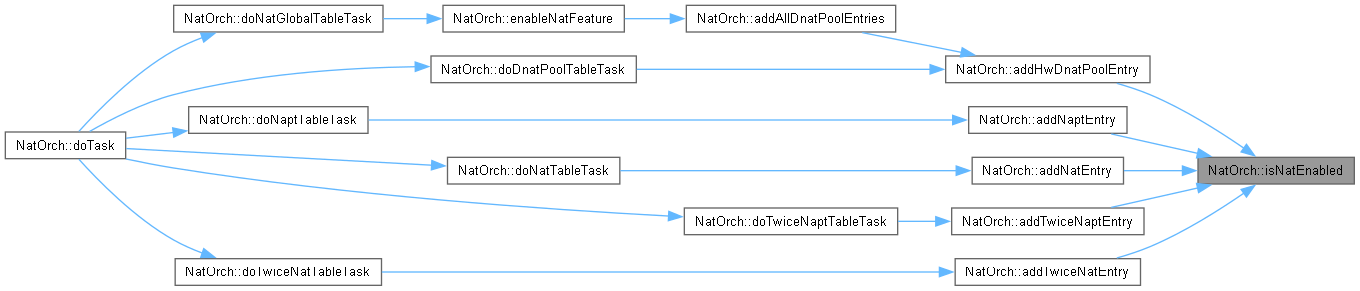 NatOrch::doNatGlobalTableTask
NatOrch::enableNatFeature
NatOrch::addAllDnatPoolEntries
NatOrch::doDnatPoolTableTask
NatOrch::addHwDnatPoolEntry
NatOrch::doNaptTableTask
NatOrch::addNaptEntry
NatOrch::doTask
NatOrch::doNatTableTask
NatOrch::addNatEntry
NatOrch::isNatEnabled
NatOrch::doTwiceNaptTableTask
NatOrch::addTwiceNaptEntry
NatOrch::doTwiceNatTableTask
NatOrch::addTwiceNatEntry